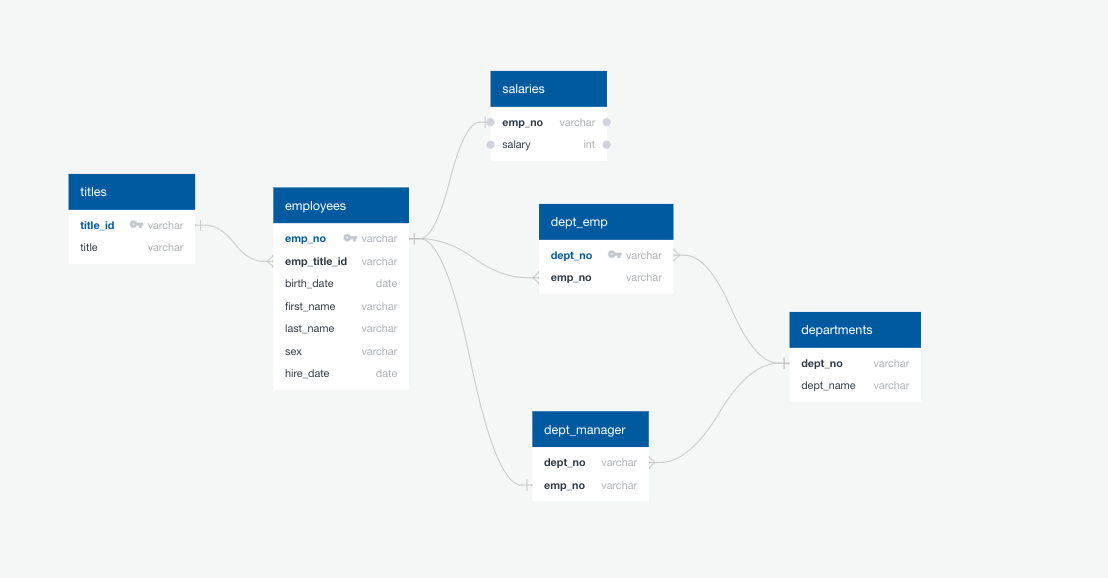 titles
title_id varchar
title varchar
employees
emp_no varchar
emp_title_id varchar
birth_date date
first_name varchar
last_name varchar
sex varchar
hire_date date
salaries
emp_no varchar
salary int
dept_emp
dept_no varchar
emp_no varchar
dept_manager
dept_no varchar
emp_no varchar
departments
dept_no varchar
dept_name varchar